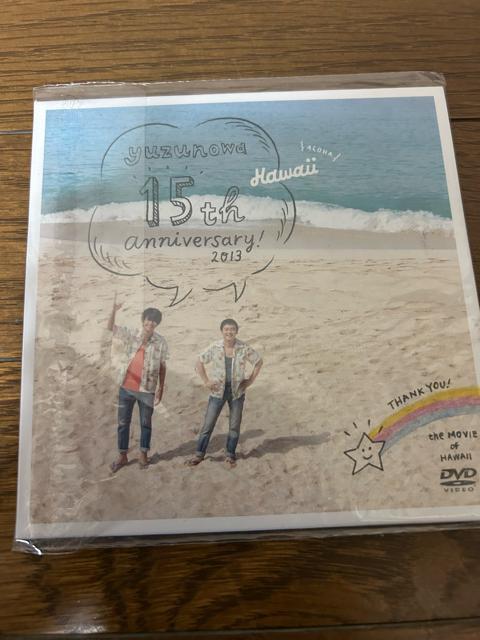 yuzunowa
15th
anniversary!
2013
ALOHA
Hawaii
THANK YOU!
the MOVIE
of
HAWAII
DVD
VIDEO